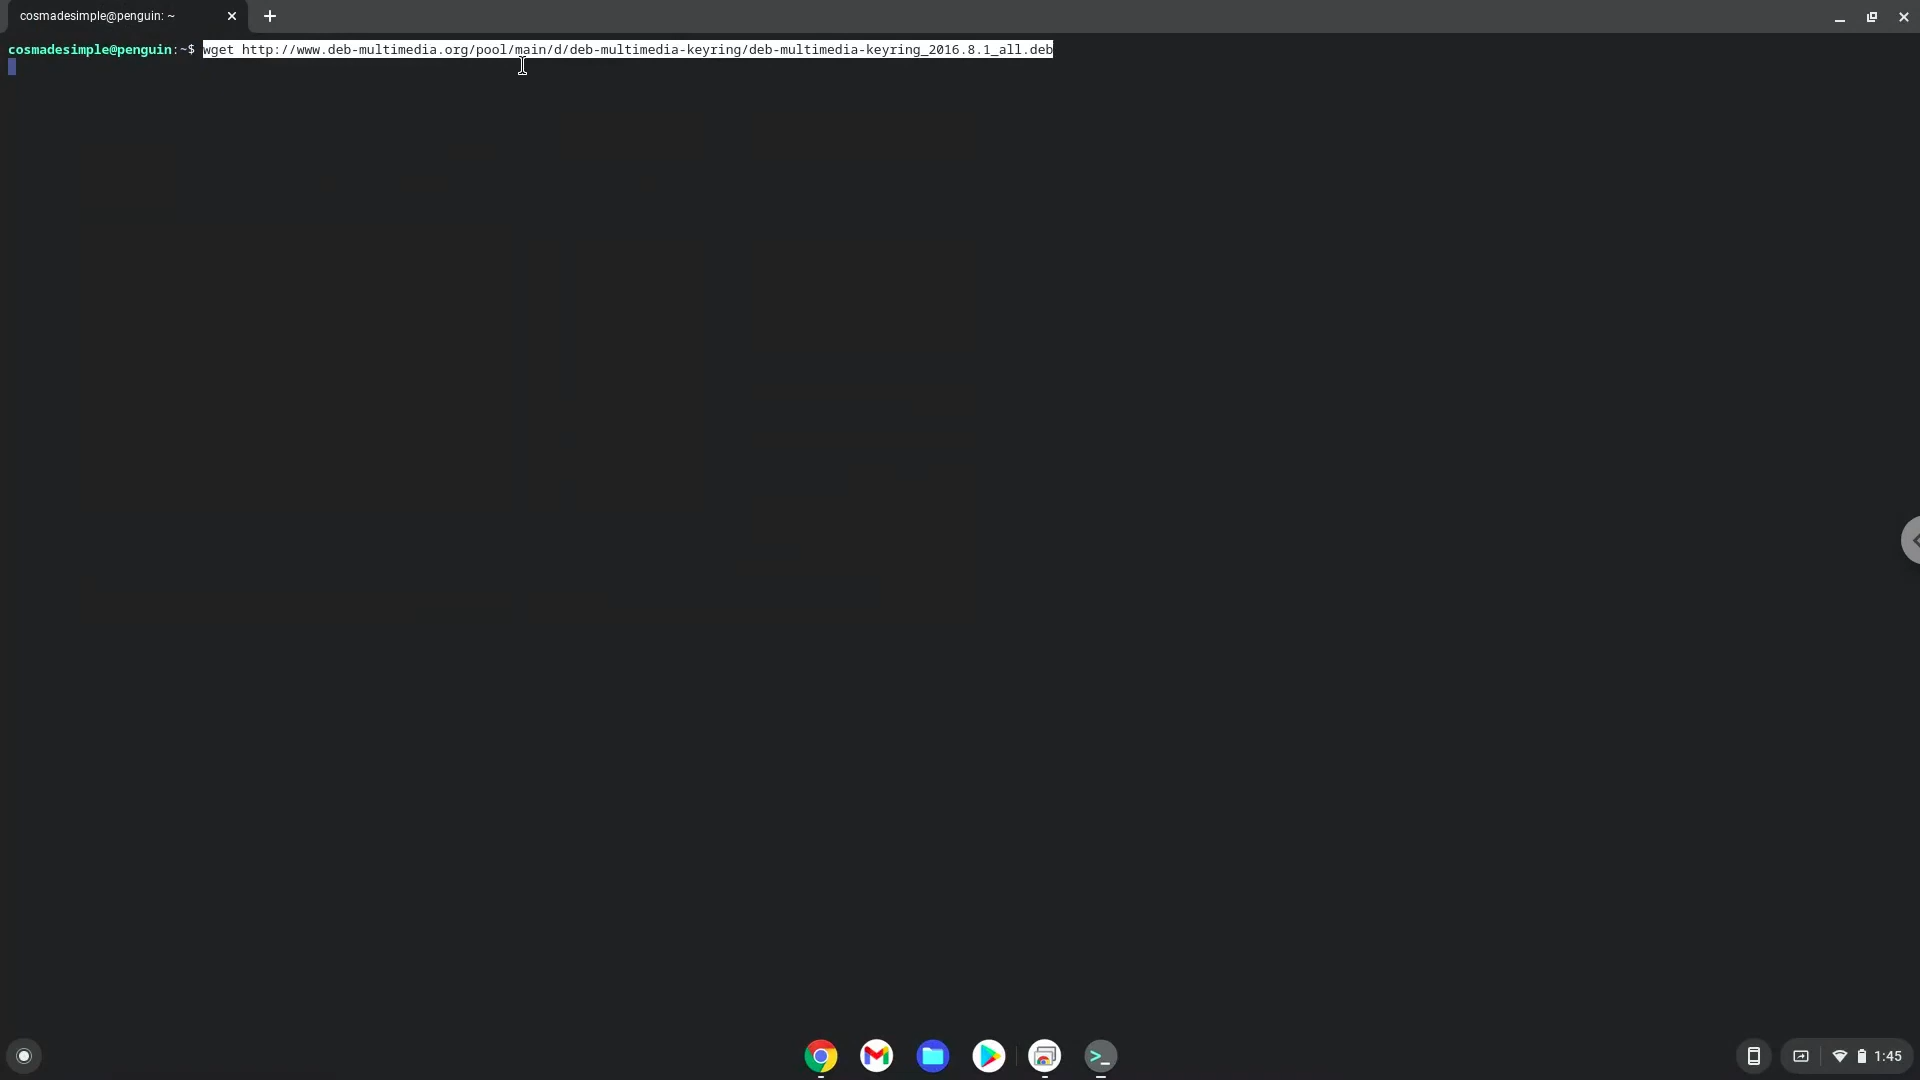 cosmadesimple@penguin: ~
cosmadesimple@penguin:~$ wget http://www.deb-multimedia.org/pool/main/d/deb-multimedia-keyring/deb-multimedia-keyring_2016.8.1_all.deb
1:45